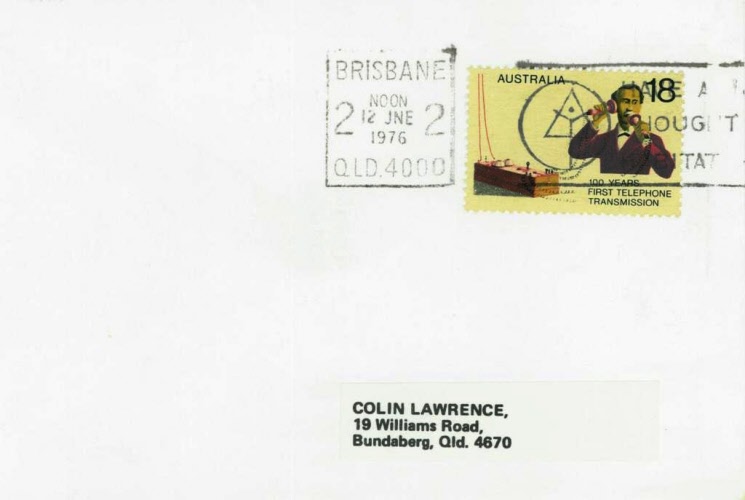 BRISBANE
NOON
2 12 JNE 2
1976
QLD. 4000
AUSTRALIA
18
100 YEARS
FIRST TELEPHONE
TRANSMISSION
A
COLIN LAWRENCE,
19 Williams Road,
Bundaberg, Qld. 4670